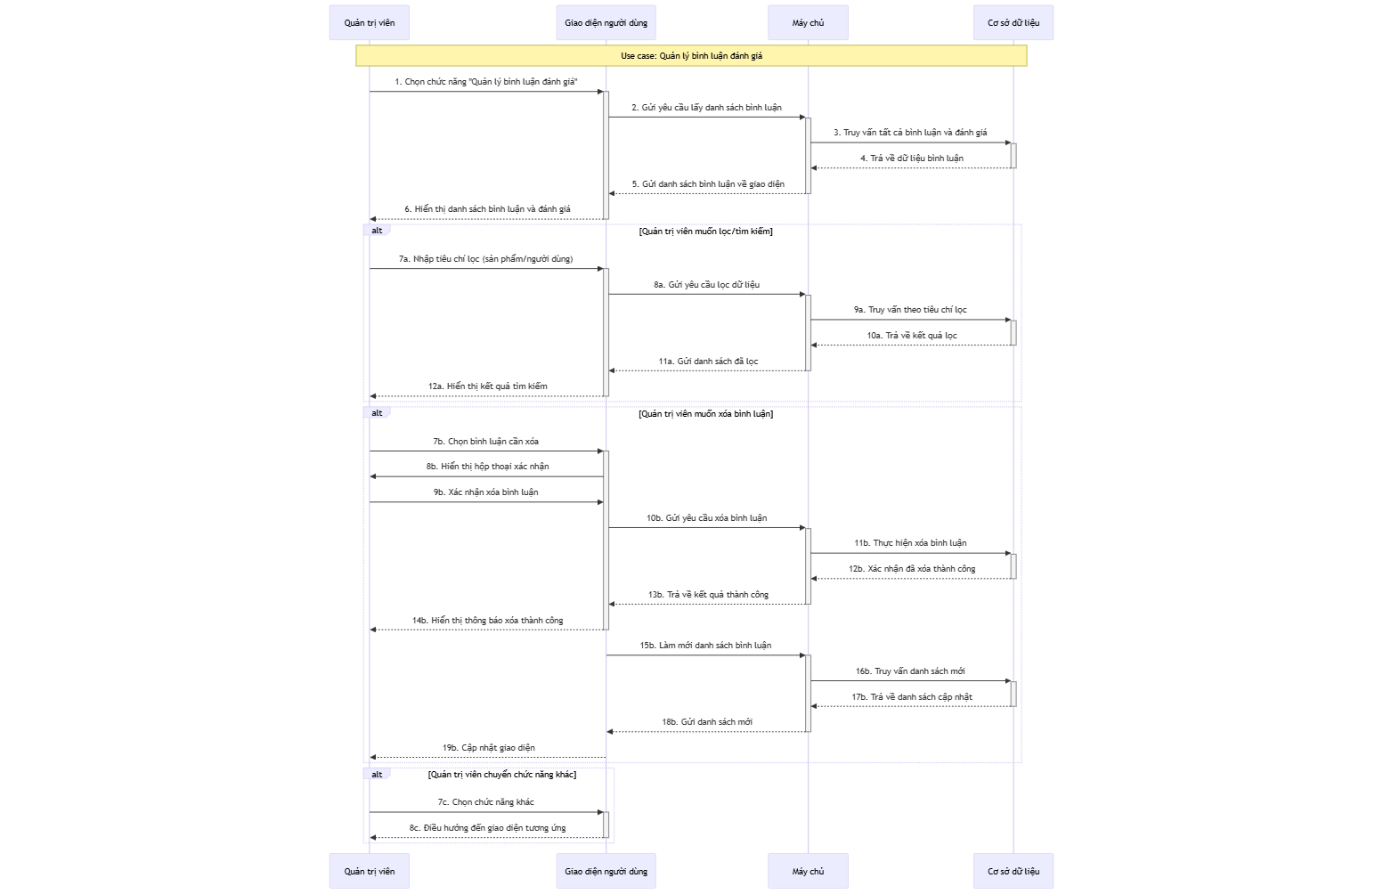 Quản trị viên
Giao diện người dùng
Máy chủ
Cơ sở dữ liệu
Use case: Quản lý bình luận đánh giá
1. Chọn chức năng "Quản lý bình luận đánh giá"
2. Gửi yêu cầu lấy danh sách bình luận
3. Truy vấn tất cả bình luận và đánh giá
4. Trả về dữ liệu bình luận
5. Gửi danh sách bình luận về giao diện
6. Hiển thị danh sách bình luận và đánh giá
alt
[Quản trị viên muốn lọc/tìm kiếm]
7a. Nhập tiêu chí lọc (sản phẩm/người dùng)
8a. Gửi yêu cầu lọc dữ liệu
9a. Truy vấn theo tiêu chí lọc
10a. Trả về kết quả lọc
11a. Gửi danh sách đã lọc
12a. Hiển thị kết quả tìm kiếm
alt
[Quản trị viên muốn xóa bình luận]
7b. Chọn bình luận cần xóa
8b. Hiển thị hộp thoại xác nhận
9b. Xác nhận xóa bình luận
10b. Gửi yêu cầu xóa bình luận
11b. Thực hiện xóa bình luận
12b. Xác nhận đã xóa thành công
13b. Trả về kết quả thành công
14b. Hiển thị thông báo xóa thành công
15b. Làm mới danh sách bình luận
16b. Truy vấn danh sách mới
17b. Trả về danh sách cập nhật
18b. Gửi danh sách mới
19b. Cập nhật giao diện
alt
[Quản trị viên chuyển chức năng khác]
7c. Chọn chức năng khác
8c. Điều hướng đến giao diện tương ứng
Quản trị viên
Giao diện người dùng
Máy chủ
Cơ sở dữ liệu